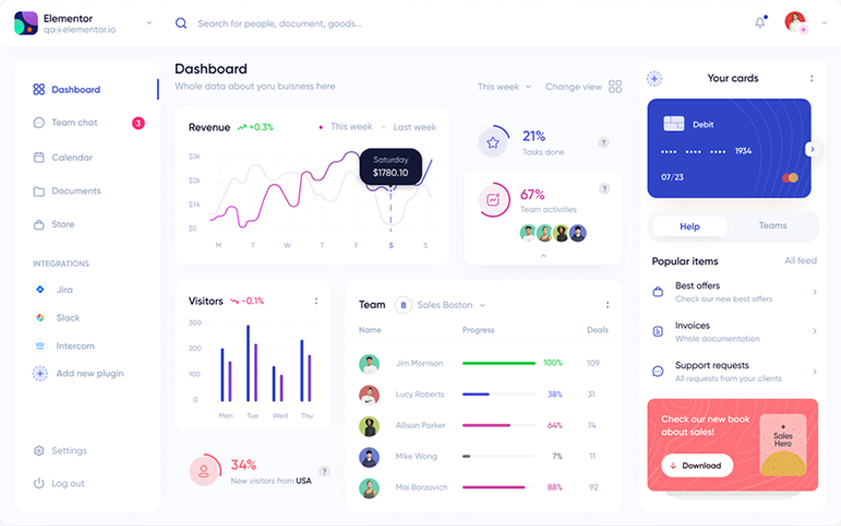 Elementor
qa@elementor.io
Search for people, document, goods...
Dashboard
Team chat
3
Calendar
Documents
Store
INTEGRATIONS
Jira
Slack
Intercom
Add new plugin
Settings
Log out
Dashboard
Whole data about yoru buisness here
This week
Change view
Revenue +0.3%
This week
Last week
$3k
$2k
$1k
$0
Saturday
$1780.10
M T W T F S S
21%
Tasks done
?
67%
Team activities
?
Visitors -0.1%
300
200
100
0
Mon Tue Wed Thu
34%
New visitors from USA
?
Team B Sales Boston
Name Progress Deals
Jim Morrison 100% 109
Lucy Roberts 38% 31
Allison Parker 64% 74
Mike Wong 7% 11
Mai Borzovich 88% 92
Your cards
Debit
•••• •••• •••• 1934
07/23
Help
Teams
Popular items
All feed
Best offers
Check our new best offers
Invoices
Whole documentation
Support requests
All requests from your clients
Check our new book
about sales!
Download
Sales
Hero